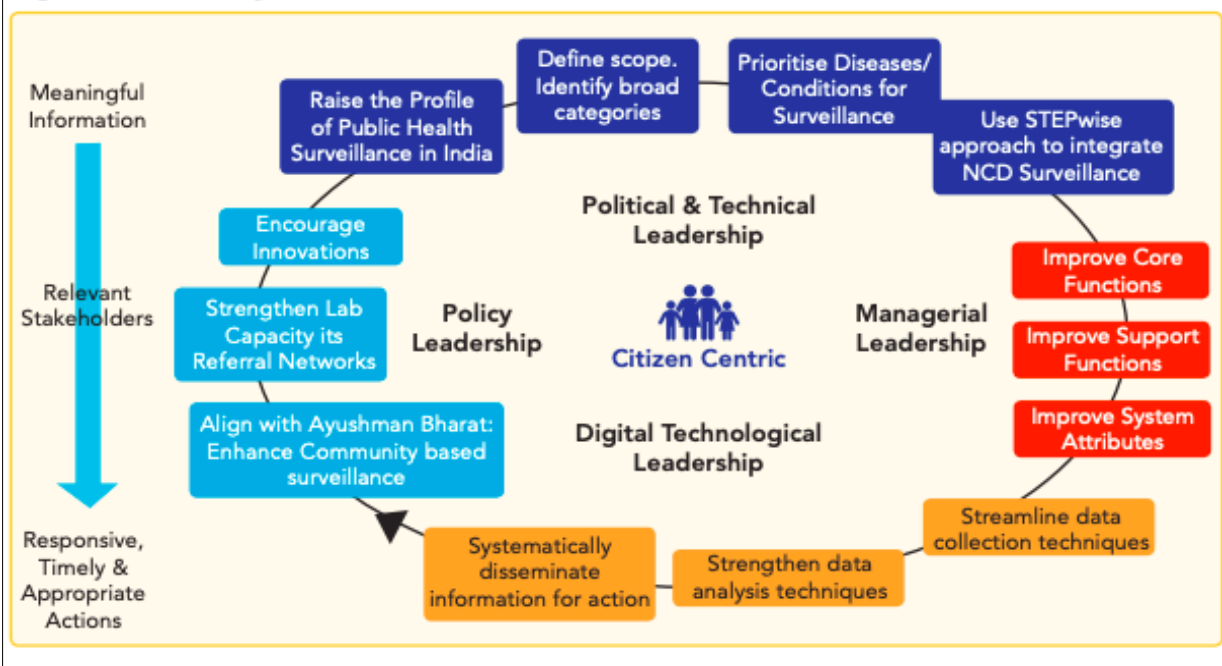 Meaningful
Information
Relevant
Stakeholders
Responsive,
Timely &
Appropriate
Actions
Raise the Profile
of Public Health
Surveillance in India
Define scope.
Identify broad
categories
Prioritise Diseases/
Conditions for
Surveillance
Use STEPwise
approach to integrate
NCD Surveillance
Improve Core
Functions
Improve Support
Functions
Improve System
Attributes
Streamline data
collection techniques
Strengthen data
analysis techniques
Systematically
disseminate
information for action
Align with Ayushman Bharat:
Enhance Community based
surveillance
Strengthen Lab
Capacity its
Referral Networks
Encourage
Innovations
Political & Technical
Leadership
Policy
Leadership
Citizen Centric
Managerial
Leadership
Digital Technological
Leadership